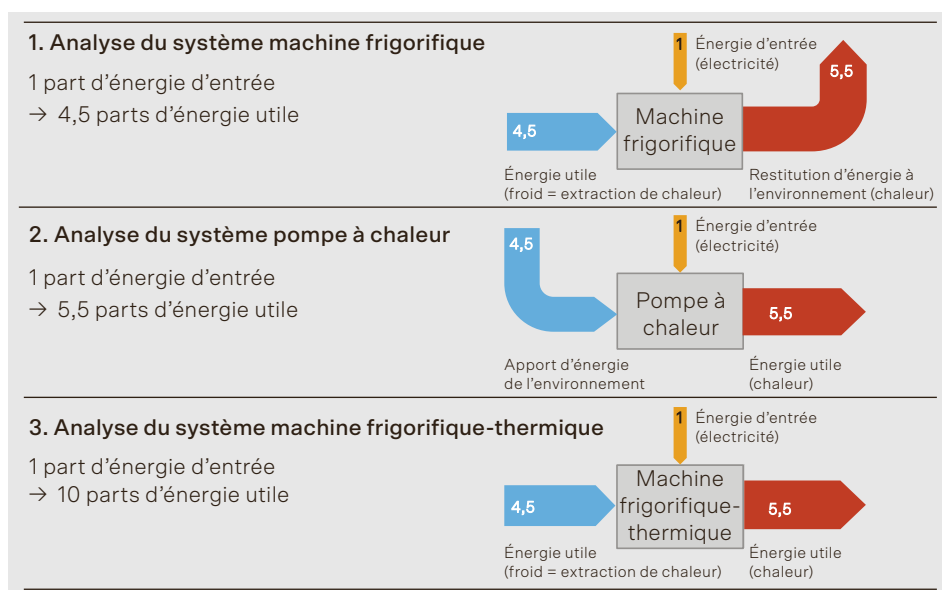 1. Analyse du système machine frigorifique
1 part d'énergie d'entrée
→ 4,5 parts d'énergie utile
1
Énergie d'entrée
(électricité)
5,5
4,5
Machine
frigorifique
Énergie utile
(froid = extraction de chaleur)
Restitution d'énergie à
l'environnement (chaleur)
2. Analyse du système pompe à chaleur
1 part d'énergie d'entrée
→ 5,5 parts d'énergie utile
4,5
1
Énergie d'entrée
(électricité)
Pompe à
chaleur
5,5
Apport d'énergie
de l'environnement
Énergie utile
(chaleur)
3. Analyse du système machine frigorifique-thermique
1 part d'énergie d'entrée
→ 10 parts d'énergie utile
1
Énergie d'entrée
(électricité)
4,5
Machine
frigorifique-
thermique
5,5
Énergie utile
(froid = extraction de chaleur)
Énergie utile
(chaleur)